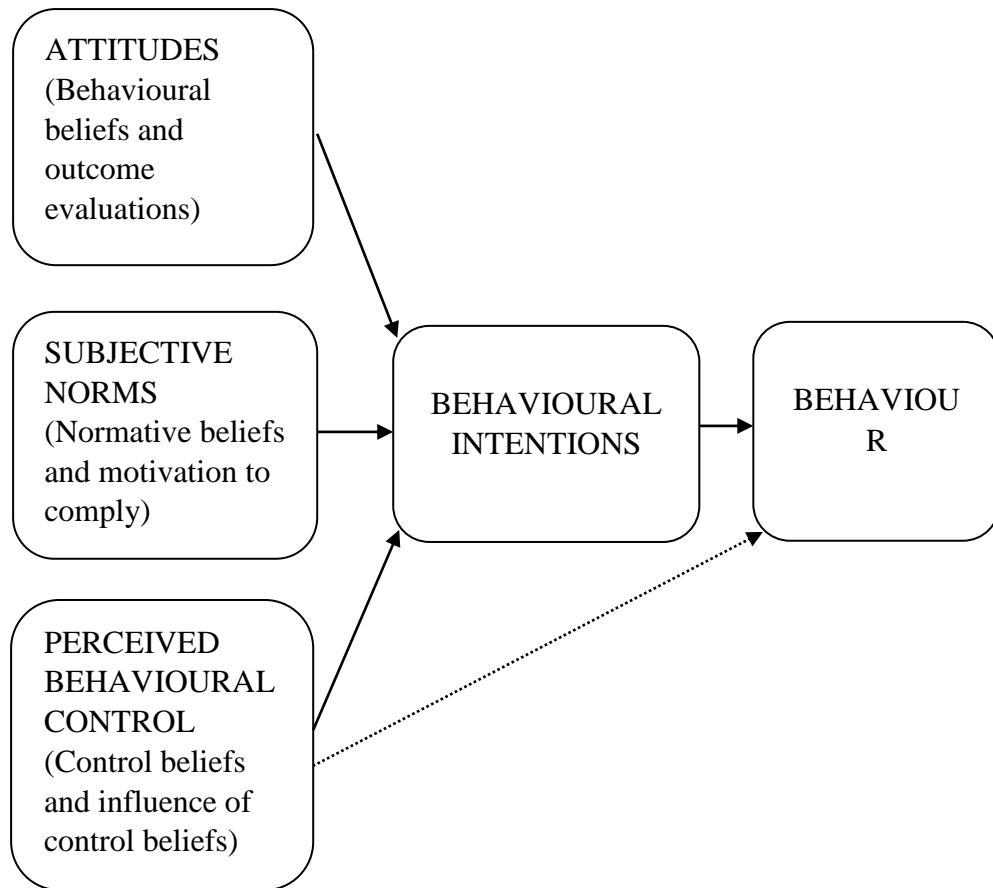 ATTITUDES
(Behavioural
beliefs and
outcome
evaluations)
SUBJECTIVE
NORMS
(Normative beliefs
and motivation to
comply)
BEHAVIOURAL
INTENTIONS
BEHAVIOU
R
PERCEIVED
BEHAVIOURAL
CONTROL
(Control beliefs
and influence of
control beliefs)